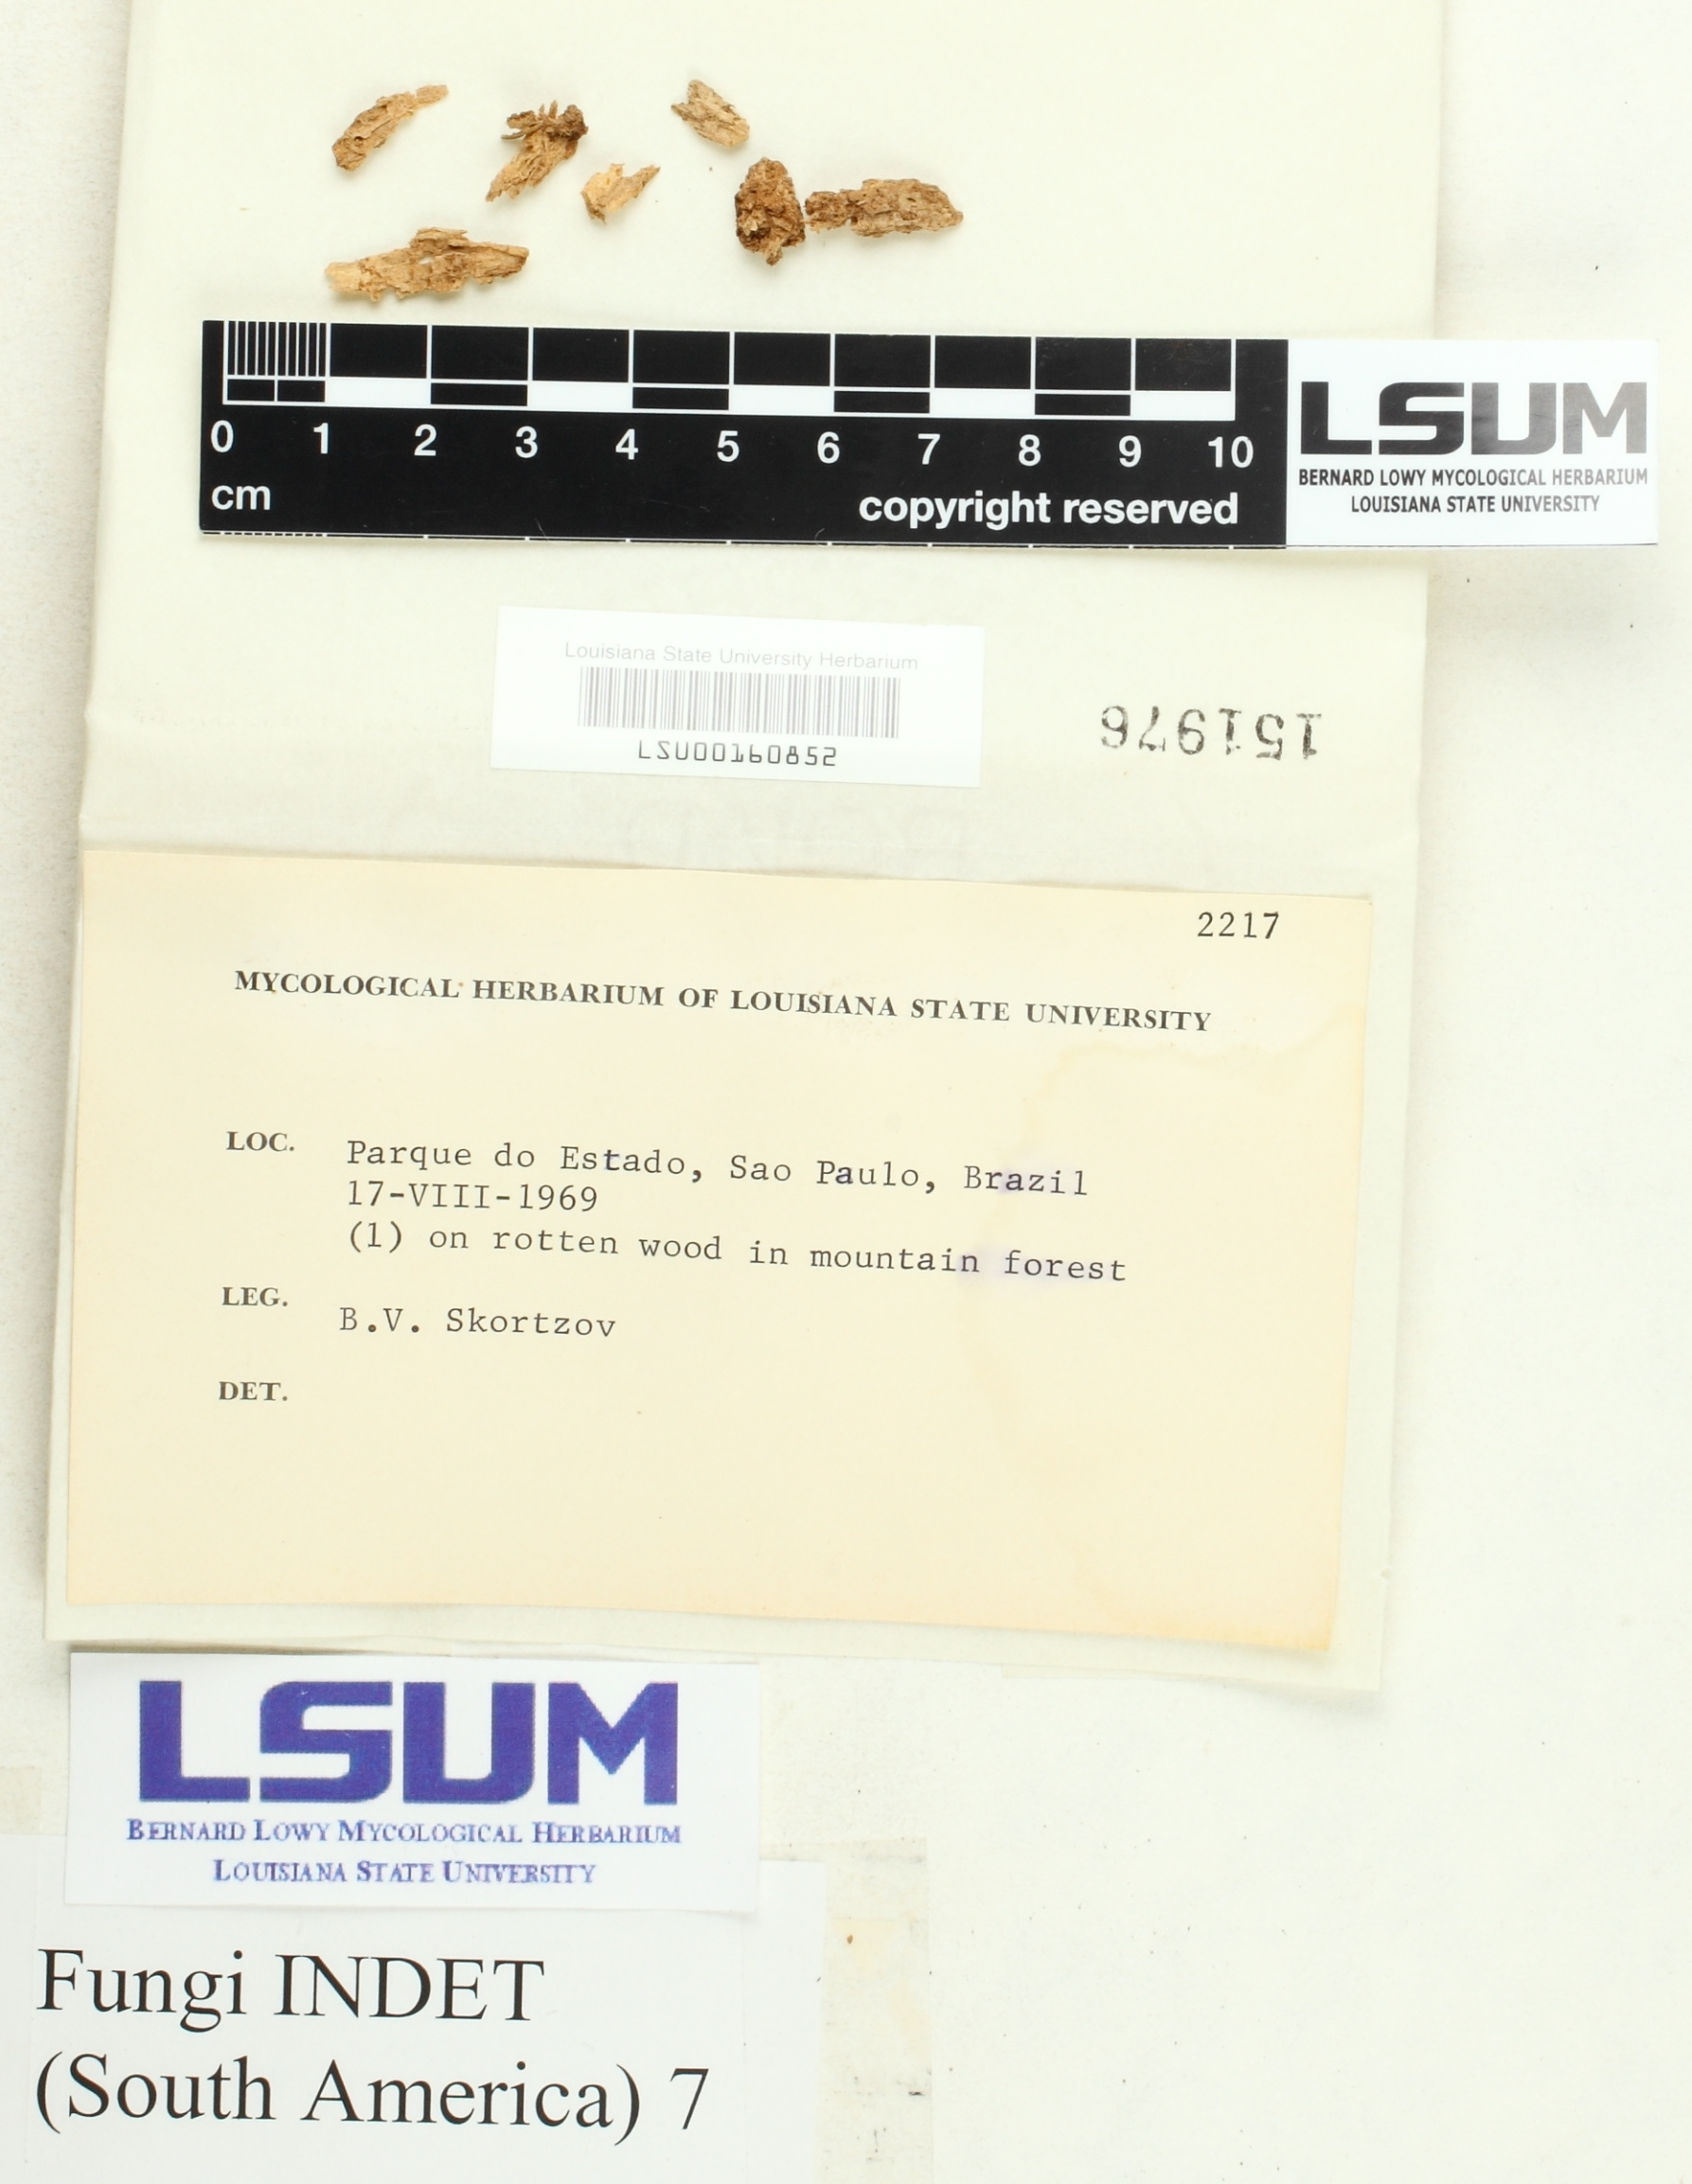 0 1 2 3 4 5 6 7 8 9 10
cm
copyright reserved
LSUM
BERNARD LOWY MYCOLOGICAL HERBARIUM
LOUISIANA STATE UNIVERSITY
Louisiana State University Herbarium
LSU00160852
151976
2217
MYCOLOGICAL HERBARIUM OF LOUISIANA STATE UNIVERSITY
LOC. Parque do Estado, Sao Paulo, Brazil
17-VIII-1969
(1) on rotten wood in mountain forest
LEG. B.V. Skortzov
DET.
LSUM
BERNARD LOWY MYCOLOGICAL HERBARIUM
LOUISIANA STATE UNIVERSITY
Fungi INDET
(South America) 7